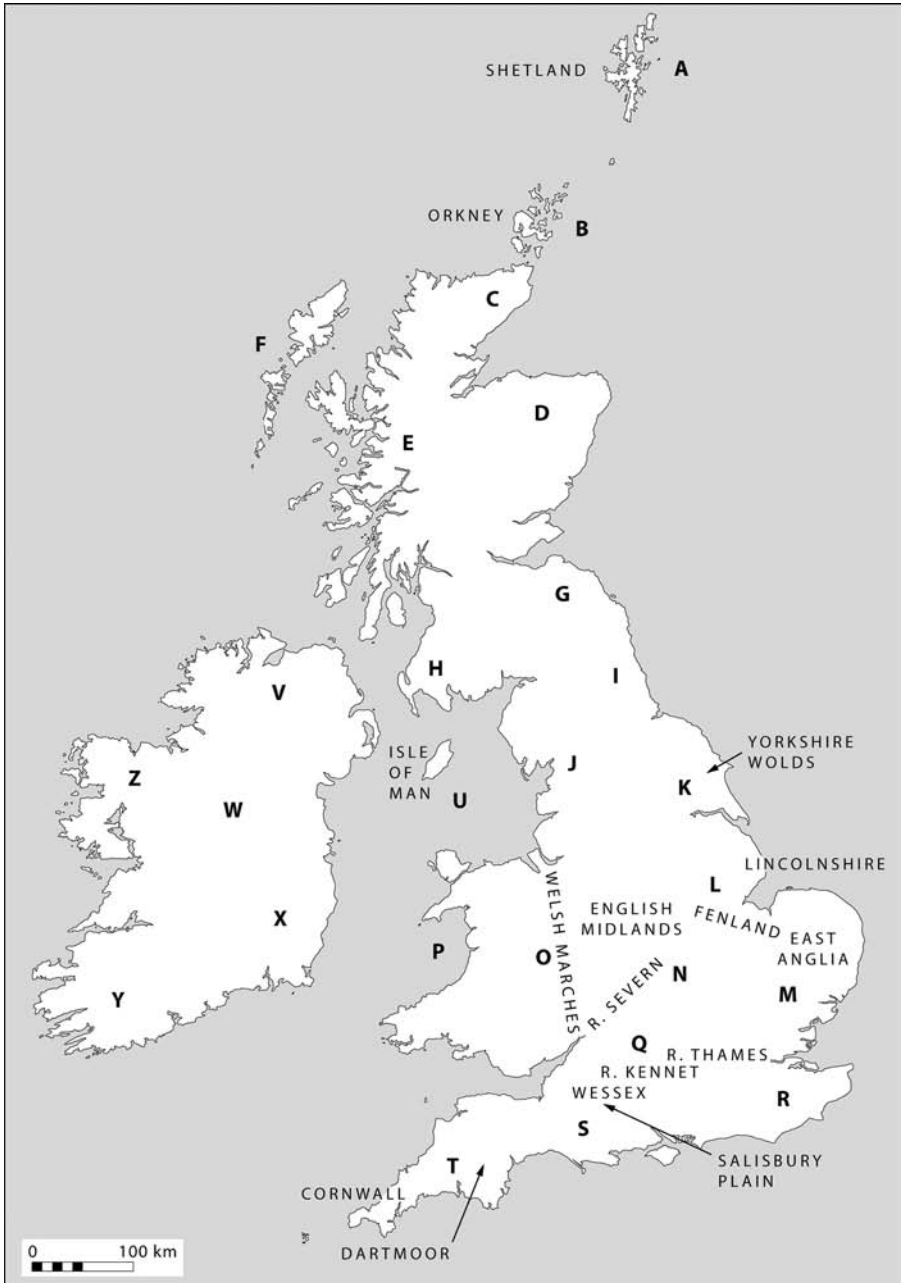 SHETLAND
A
ORKNEY
B
C
F
D
E
G
H
I
V
ISLE
OF
MAN
J
YORKSHIRE
WOLDS
Z
K
U
W
LINCOLNSHIRE
L
WELSH MARCHES
ENGLISH
MIDLANDS
FENLAND
EAST
ANGLIA
X
P
O
N
M
Y
R. SEVERN
Q
R. THAMES
R. KENNET
WESSEX
R
S
SALISBURY
PLAIN
T
CORNWALL
DARTMOOR
0 100 km